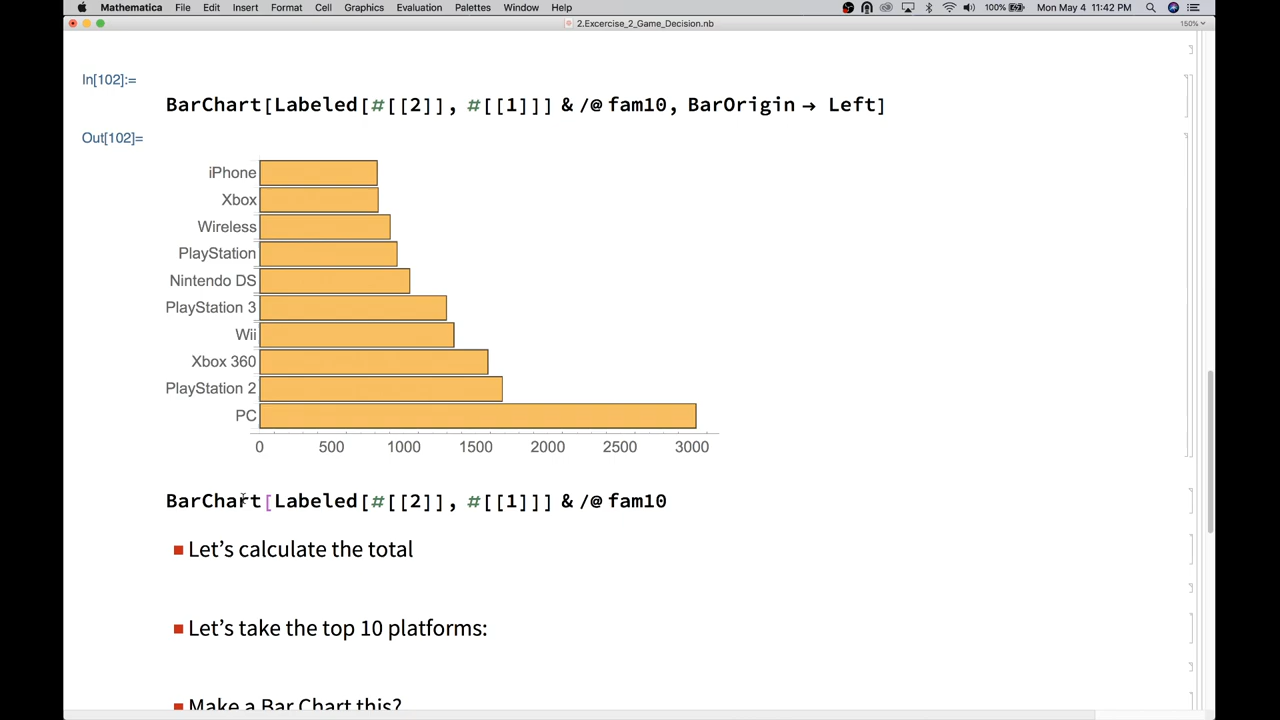 Mathematica File Edit Insert Format Cell Graphics Evaluation Palettes Window Help 100% Mon May 4 11:42 PM
2.Excercise_2_Game_Decision.nb 150%
In[102]:=
BarChart[Labeled[#[[2]], #[[1]]] & /@ fam10, BarOrigin → Left]
Out[102]=
iPhone
Xbox
Wireless
PlayStation
Nintendo DS
PlayStation 3
Wii
Xbox 360
PlayStation 2
PC
0 500 1000 1500 2000 2500 3000
BarChart[Labeled[#[[2]], #[[1]]] & /@ fam10
Let's calculate the total
Let's take the top 10 platforms:
Make a Bar Chart this?